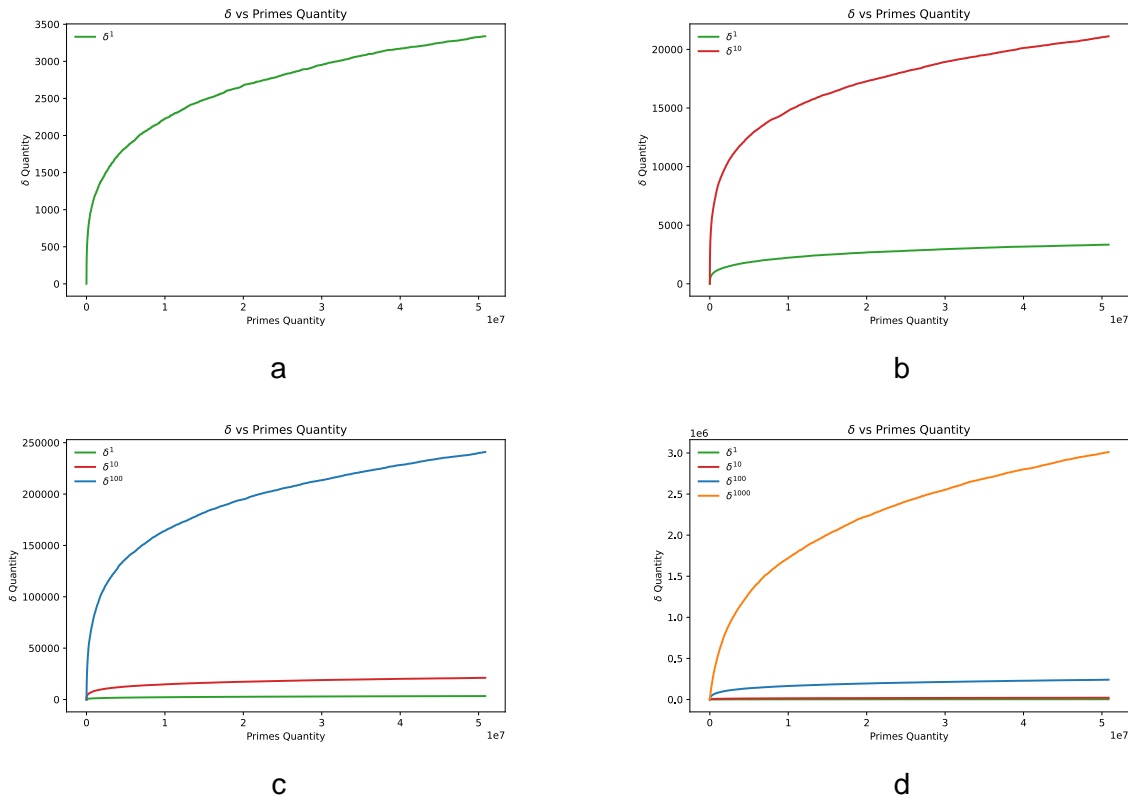 δ vs Primes Quantity
δ¹
3500
3000
2500
2000
1500
1000
500
0
δ Quantity
0 1 2 3 4 5
1e7
Primes Quantity
a
δ vs Primes Quantity
δ¹
δ¹⁰
20000
15000
10000
5000
0
δ Quantity
0 1 2 3 4 5
1e7
Primes Quantity
b
δ vs Primes Quantity
δ¹
δ¹⁰
δ¹⁰⁰
250000
200000
150000
100000
50000
0
δ Quantity
0 1 2 3 4 5
1e7
Primes Quantity
c
δ vs Primes Quantity
1e6
δ¹
δ¹⁰
δ¹⁰⁰
δ¹⁰⁰⁰
3.0
2.5
2.0
1.5
1.0
0.5
0.0
δ Quantity
0 1 2 3 4 5
1e7
Primes Quantity
d